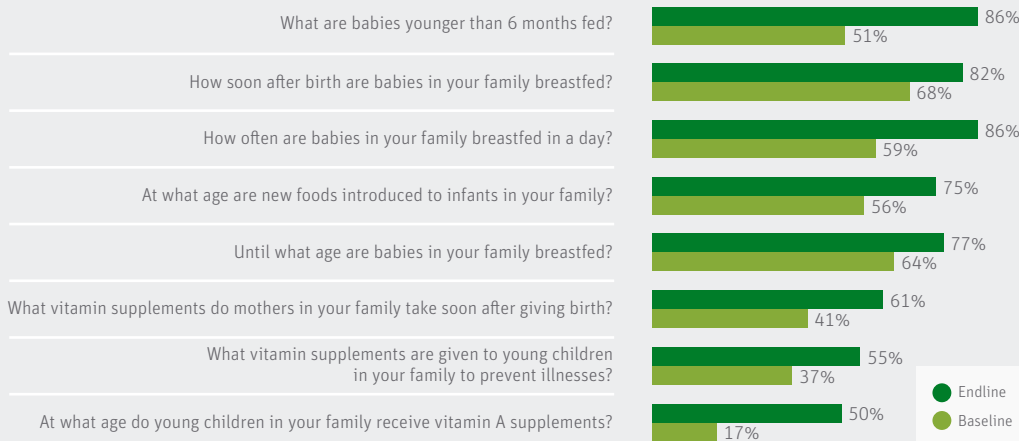 What are babies younger than 6 months fed?
86%
51%
How soon after birth are babies in your family breastfed?
82%
68%
How often are babies in your family breastfed in a day?
86%
59%
At what age are new foods introduced to infants in your family?
75%
56%
Until what age are babies in your family breastfed?
77%
64%
What vitamin supplements do mothers in your family take soon after giving birth?
61%
41%
What vitamin supplements are given to young children
in your family to prevent illnesses?
55%
37%
At what age do young children in your family receive vitamin A supplements?
50%
17%
Endline
Baseline